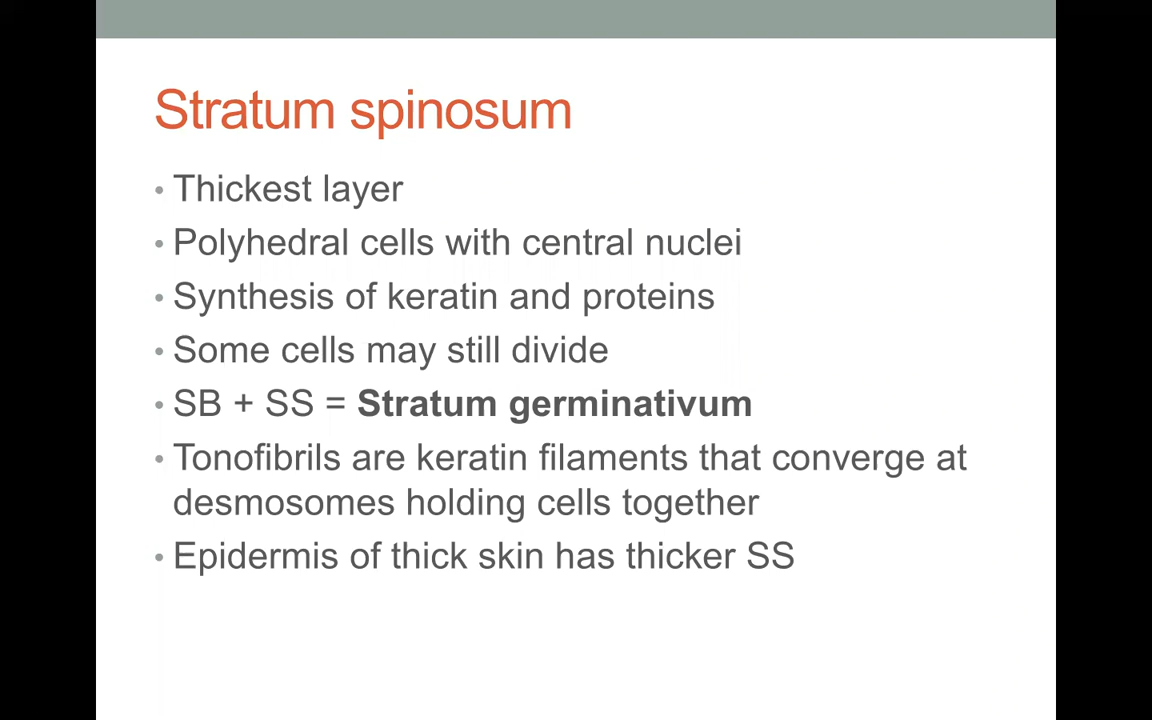 Stratum spinosum
• Thickest layer
• Polyhedral cells with central nuclei
• Synthesis of keratin and proteins
• Some cells may still divide
• SB + SS = Stratum germinativum
• Tonofibrils are keratin filaments that converge at
desmosomes holding cells together
• Epidermis of thick skin has thicker SS